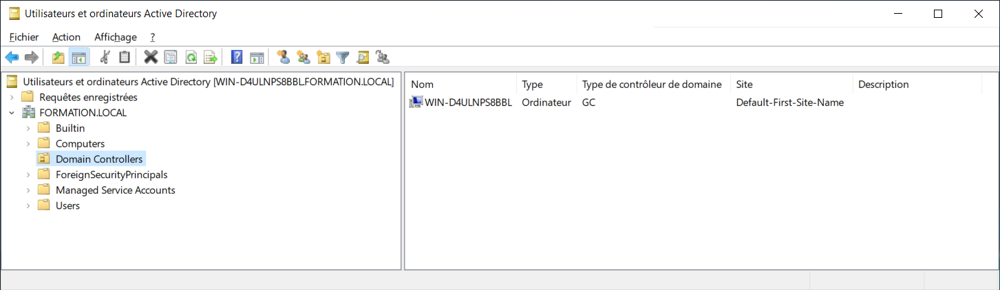 Utilisateurs et ordinateurs Active Directory
Fichier Action Affichage ?
Utilisateurs et ordinateurs Active Directory [WIN-D4ULNPS8BBL.FORMATION.LOCAL]
Requêtes enregistrées
FORMATION.LOCAL
Builtin
Computers
Domain Controllers
ForeignSecurityPrincipals
Managed Service Accounts
Users
Nom Type Type de contrôleur de domaine Site Description
WIN-D4ULNPS8BBL Ordinateur GC Default-First-Site-Name